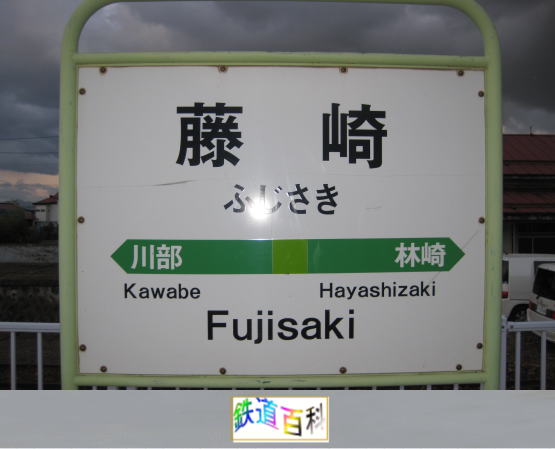 藤崎
ふじさき
川部 林崎
Kawabe Hayashizaki
Fujisaki
鉄道百科